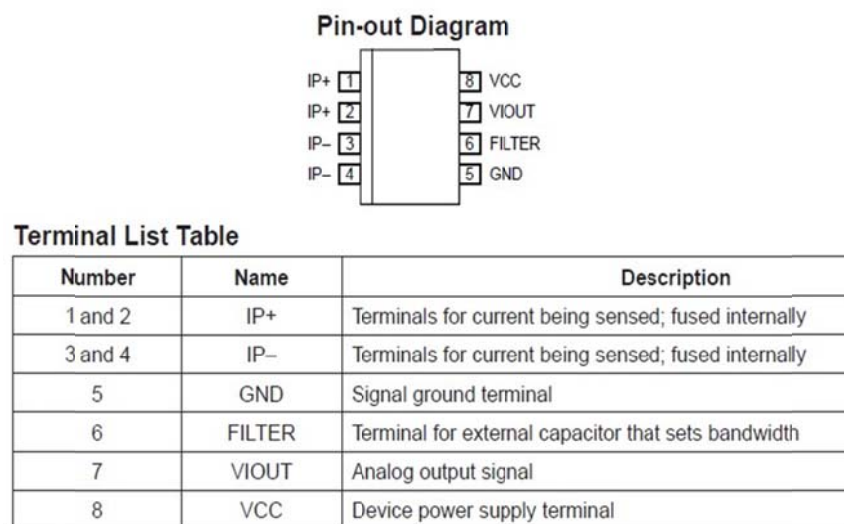 Pin-out Diagram
IP+ 1 8 VCC
IP+ 2 7 VIOUT
IP– 3 6 FILTER
IP– 4 5 GND
Terminal List Table
Number Name Description
1 and 2 IP+ Terminals for current being sensed; fused internally
3 and 4 IP– Terminals for current being sensed; fused internally
5 GND Signal ground terminal
6 FILTER Terminal for external capacitor that sets bandwidth
7 VIOUT Analog output signal
8 VCC Device power supply terminal